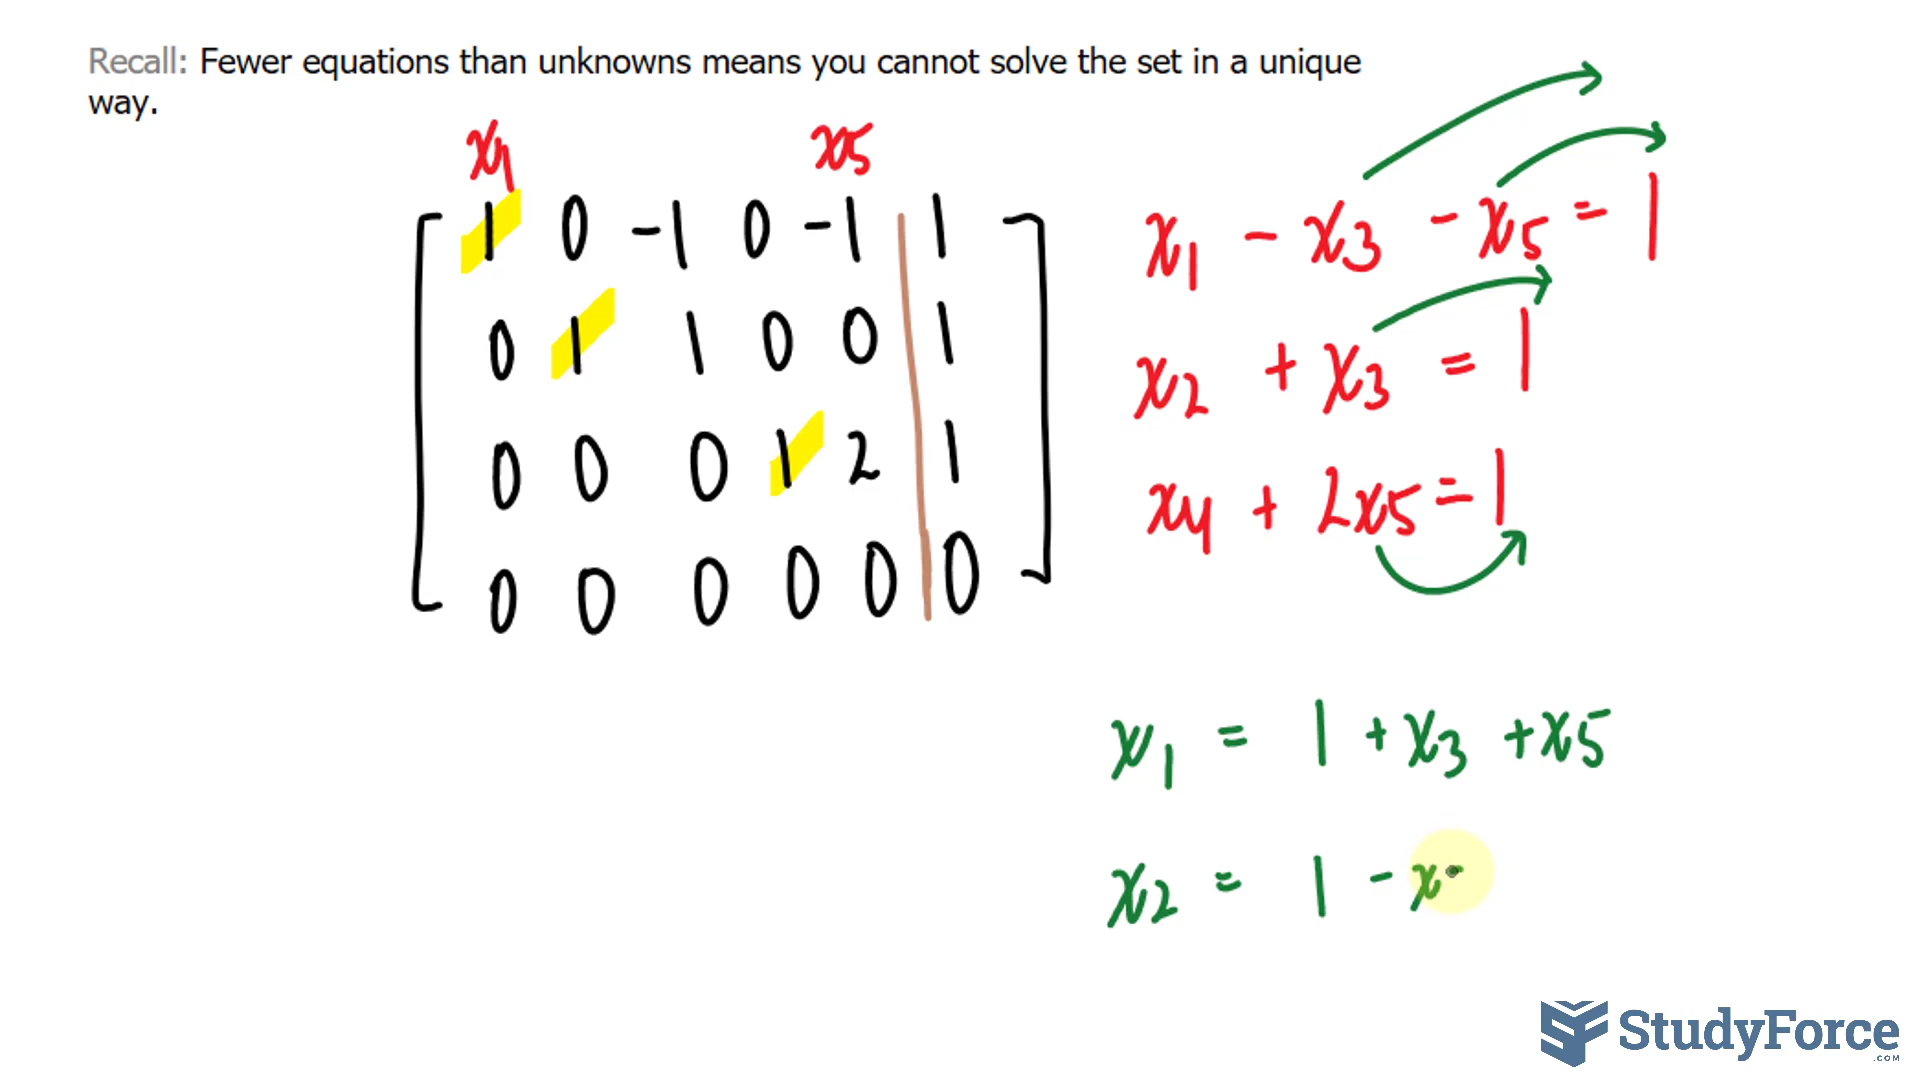 Recall: Fewer equations than unknowns means you cannot solve the set in a unique
way.
x1 x5
1 0 -1 0 -1 1
0 1 1 0 0 1
0 0 0 1 2 1
0 0 0 0 0 0
x1 - x3 - x5 = 1
x2 + x3 = 1
x4 + 2x5 = 1
x1 = 1 + x3 + x5
x2 = 1 - x
StudyForce
.COM